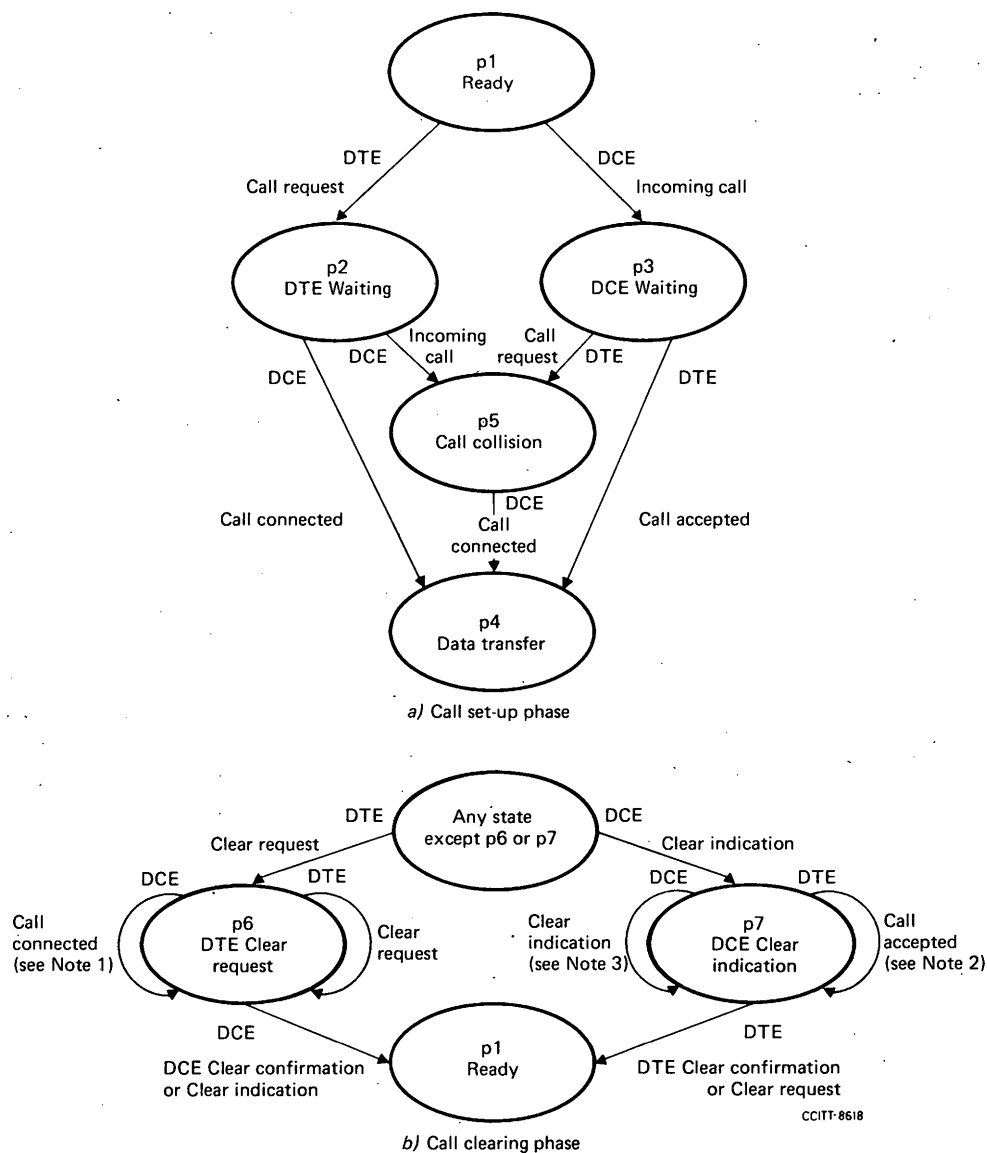 p1
Ready
DTE
DCE
Call request
Incoming call
p2
DTE Waiting
p3
DCE Waiting
Incoming
call
Call
request
DCE
DTE
DCE
DTE
p5
Call collision
DCE
Call connected
Call
connected
Call accepted
p4
Data transfer
a) Call set-up phase
DTE
Any state
except p6 or p7
DCE
Clear request
Clear indication
DCE
DTE
DCE
DTE
Call
connected
(see Note 1)
p6
DTE Clear
request
Clear
request
Clear
indication
(see Note 3)
p7
DCE Clear
indication
Call
accepted
(see Note 2)
DCE
DTE
DCE Clear confirmation
or Clear indication
p1
Ready
DTE Clear confirmation
or Clear request
CCITT-8618
b) Call clearing phase